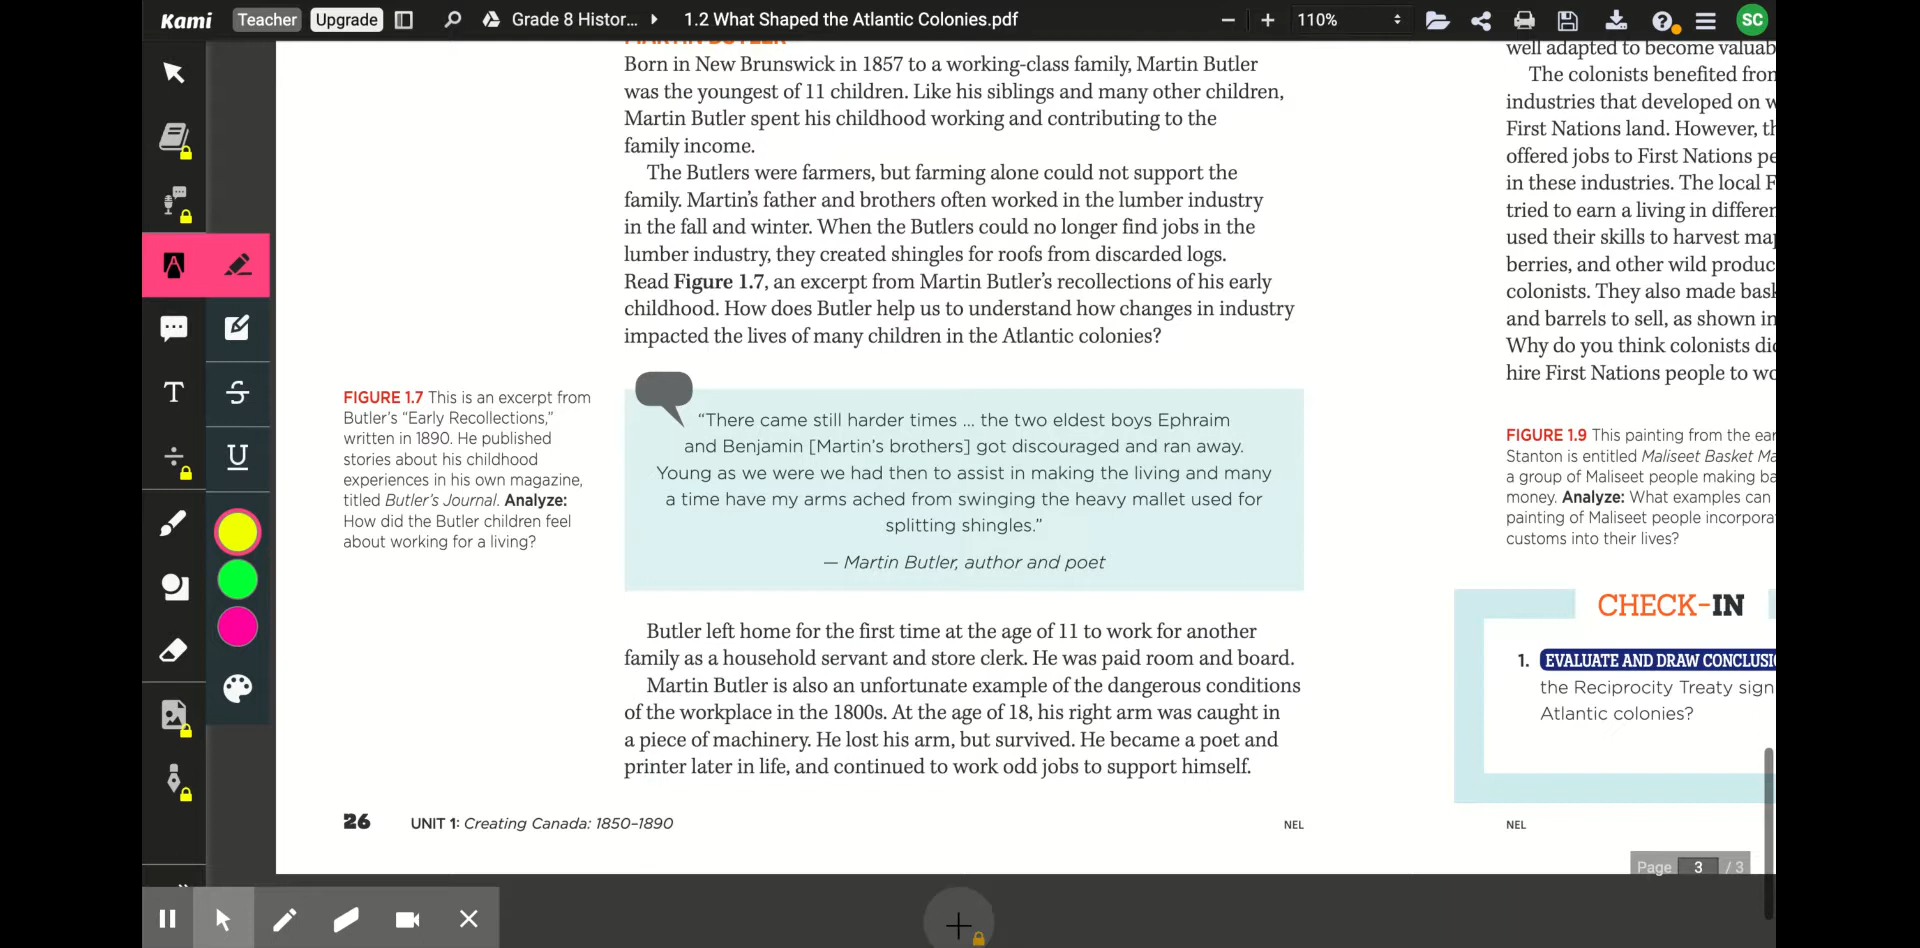 Kami Teacher Upgrade Grade 8 Histor... 1.2 What Shaped the Atlantic Colonies.pdf 110% SC
Born in New Brunswick in 1857 to a working-class family, Martin Butler
was the youngest of 11 children. Like his siblings and many other children,
Martin Butler spent his childhood working and contributing to the
family income.
The Butlers were farmers, but farming alone could not support the
family. Martin's father and brothers often worked in the lumber industry
in the fall and winter. When the Butlers could no longer find jobs in the
lumber industry, they created shingles for roofs from discarded logs.
Read Figure 1.7, an excerpt from Martin Butler's recollections of his early
childhood. How does Butler help us to understand how changes in industry
impacted the lives of many children in the Atlantic colonies?
FIGURE 1.7 This is an excerpt from
Butler's "Early Recollections,"
written in 1890. He published
stories about his childhood
experiences in his own magazine,
titled Butler's Journal. Analyze:
How did the Butler children feel
about working for a living?
"There came still harder times ... the two eldest boys Ephraim
and Benjamin [Martin's brothers] got discouraged and ran away.
Young as we were we had then to assist in making the living and many
a time have my arms ached from swinging the heavy mallet used for
splitting shingles."
— Martin Butler, author and poet
Butler left home for the first time at the age of 11 to work for another
family as a household servant and store clerk. He was paid room and board.
Martin Butler is also an unfortunate example of the dangerous conditions
of the workplace in the 1800s. At the age of 18, his right arm was caught in
a piece of machinery. He lost his arm, but survived. He became a poet and
printer later in life, and continued to work odd jobs to support himself.
26 UNIT 1: Creating Canada: 1850–1890 NEL
well adapted to become valuab
The colonists benefited from
industries that developed on w
First Nations land. However, th
offered jobs to First Nations pe
in these industries. The local F
tried to earn a living in differen
used their skills to harvest map
berries, and other wild produc
colonists. They also made bask
and barrels to sell, as shown in
Why do you think colonists did
hire First Nations people to wo
FIGURE 1.9 This painting from the ear
Stanton is entitled Maliseet Basket Ma
a group of Maliseet people making ba
money. Analyze: What examples can
painting of Maliseet people incorpora
customs into their lives?
CHECK-IN
1. EVALUATE AND DRAW CONCLUSI
the Reciprocity Treaty sign
Atlantic colonies?
NEL
Page 3 / 3